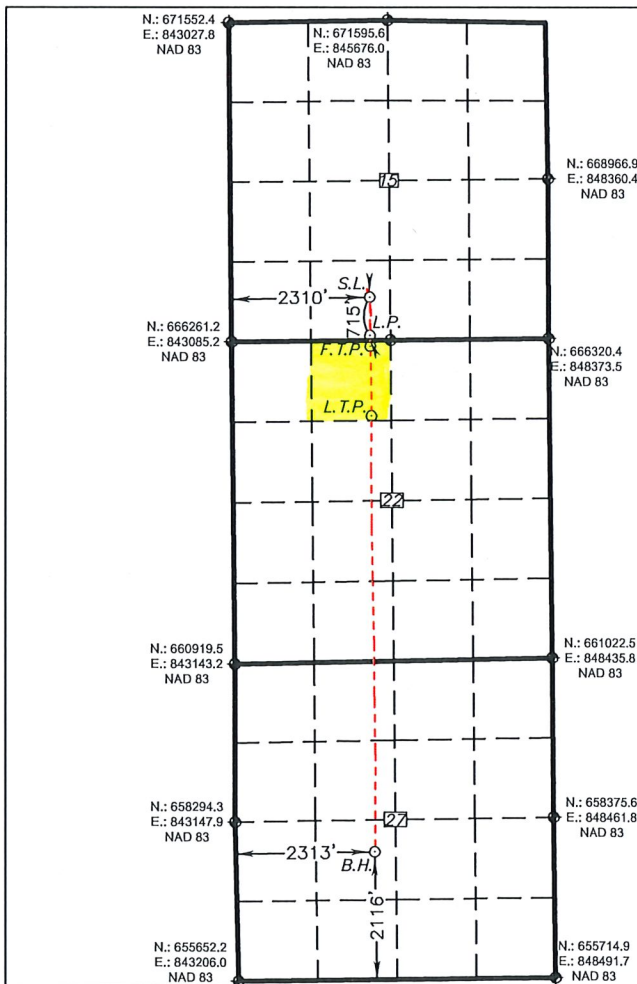 N.: 671552.4
E.: 843027.8
NAD 83
N.: 671595.6
E.: 845676.0
NAD 83
N.: 668966.9
E.: 848360.4
NAD 83
15
S.L.
2310'
715'
L.P.
N.: 666261.2
E.: 843085.2
NAD 83
F.T.P.
N.: 666320.4
E.: 848373.5
NAD 83
L.T.P.
22
N.: 660919.5
E.: 843143.2
NAD 83
N.: 661022.5
E.: 848435.8
NAD 83
N.: 658294.3
E.: 843147.9
NAD 83
27
N.: 658375.6
E.: 848461.8
NAD 83
2313'
B.H.
2116'
N.: 655652.2
E.: 843206.0
NAD 83
N.: 655714.9
E.: 848491.7
NAD 83